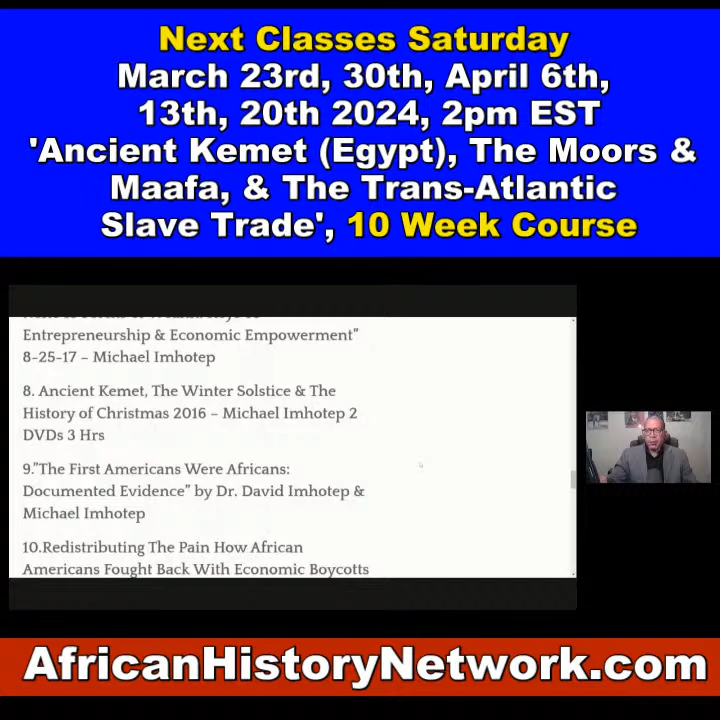 Next Classes Saturday
March 23rd, 30th, April 6th,
13th, 20th 2024, 2pm EST
'Ancient Kemet (Egypt), The Moors &
Maafa, & The Trans-Atlantic
Slave Trade', 10 Week Course
Entrepreneurship & Economic Empowerment"
8-25-17 – Michael Imhotep
8. Ancient Kemet, The Winter Solstice & The
History of Christmas 2016 – Michael Imhotep 2
DVDs 3 Hrs
9."The First Americans Were Africans:
Documented Evidence" by Dr. David Imhotep &
Michael Imhotep
10.Redistributing The Pain How African
Americans Fought Back With Economic Boycotts
AfricanHistoryNetwork.com